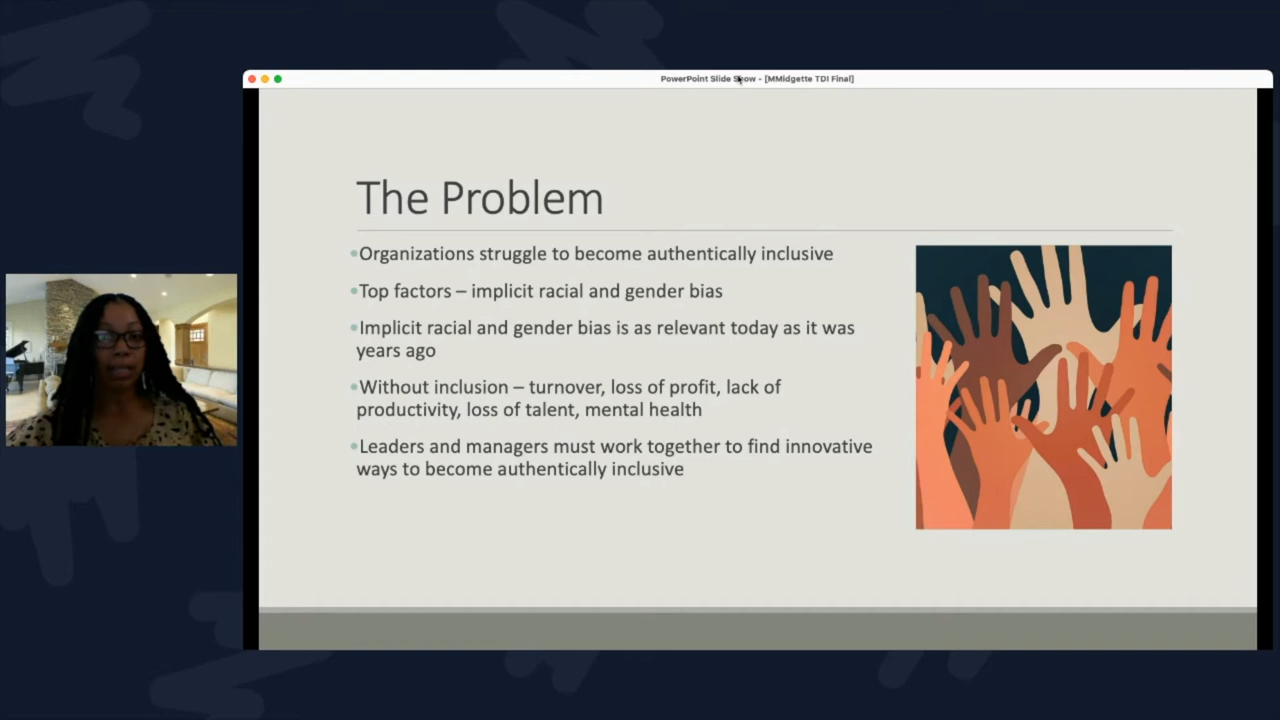 PowerPoint Slide Show - [MMidgette TDI Final]
The Problem
•Organizations struggle to become authentically inclusive
•Top factors – implicit racial and gender bias
•Implicit racial and gender bias is as relevant today as it was
years ago
•Without inclusion – turnover, loss of profit, lack of
productivity, loss of talent, mental health
•Leaders and managers must work together to find innovative
ways to become authentically inclusive